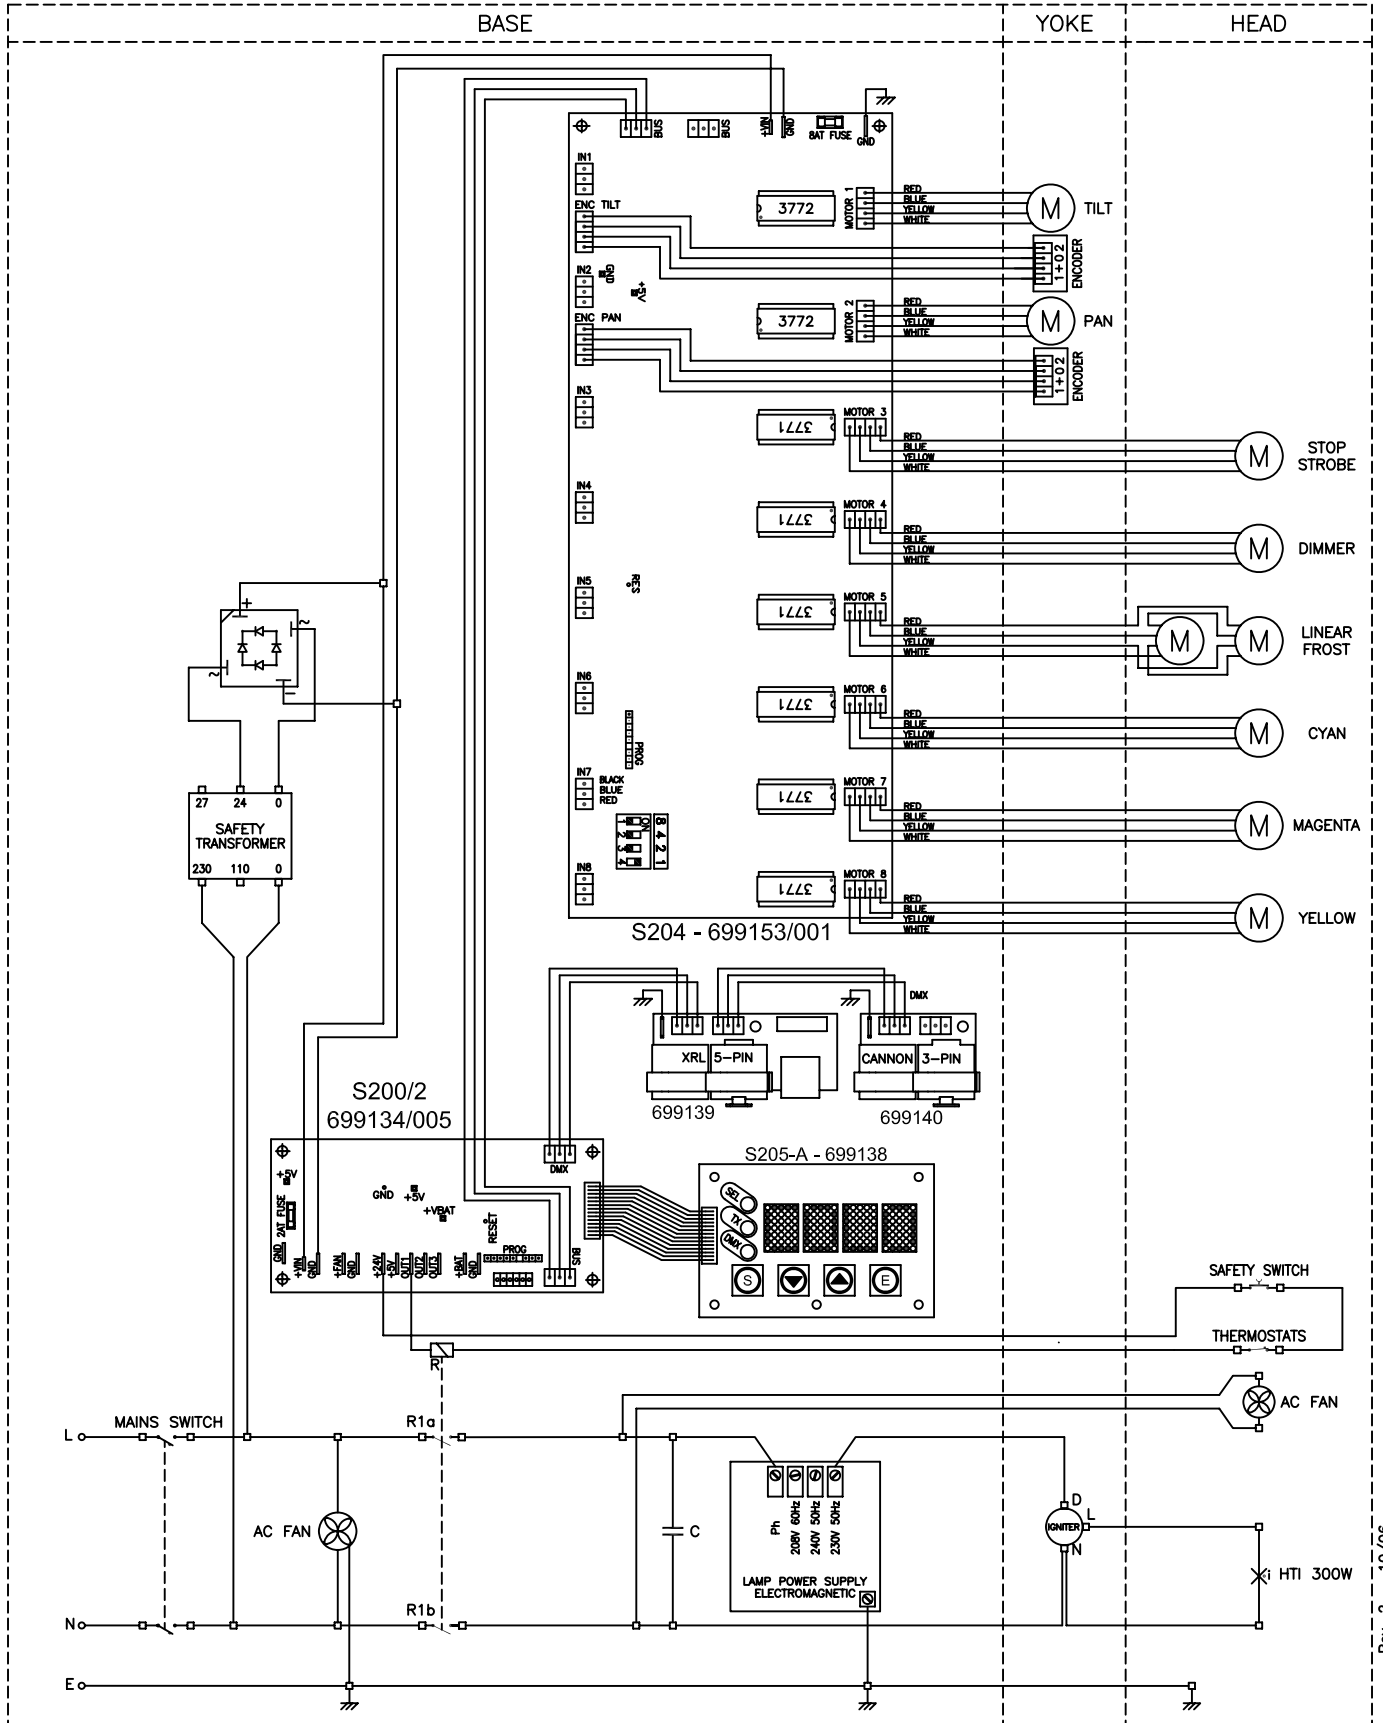 BASE
YOKE
HEAD
BUS
BUS
+VIN
GND
8AT FUSE
GND
IN1
ENC TILT
3772
MOTOR 1
RED
BLUE
YELLOW
WHITE
M
TILT
1+02
ENCODER
IN2
GND
+5V
ENC PAN
3772
MOTOR 2
RED
BLUE
YELLOW
WHITE
M
PAN
1+02
ENCODER
IN3
3771
MOTOR 3
RED
BLUE
YELLOW
WHITE
M
STOP
STROBE
IN4
3771
MOTOR 4
RED
BLUE
YELLOW
WHITE
M
DIMMER
IN5
RES
3771
MOTOR 5
RED
BLUE
YELLOW
WHITE
M
M
LINEAR
FROST
+
~
~
−
IN6
PROG
3771
MOTOR 6
RED
BLUE
YELLOW
WHITE
M
CYAN
IN7
BLACK
BLUE
RED
3771
MOTOR 7
RED
BLUE
YELLOW
WHITE
M
MAGENTA
ON
1 2 3 4
8 4 2 1
IN8
3771
MOTOR 8
RED
BLUE
YELLOW
WHITE
M
YELLOW
27 24 0
SAFETY
TRANSFORMER
230 110 0
S204 - 699153/001
DMX
XRL 5-PIN
699139
CANNON 3-PIN
699140
S200/2
699134/005
DMX
+5V
GND
+5V
+VBAT
2AT FUSE
GND
+VIN
GND
+FAN
GND
+24V
+5V
OUT1
OUT2
OUT3
+BAT
GND
RESET
PROG
BUS
S205-A - 699138
SEL
TX
DMX
S
E
SAFETY SWITCH
THERMOSTATS
R
AC FAN
L
MAINS SWITCH
R1a
AC FAN
C
Ph
208V 60Hz
240V 50Hz
230V 50Hz
LAMP POWER SUPPLY
ELECTROMAGNETIC
D
L
IGNITER
N
HTI 300W
N
R1b
E